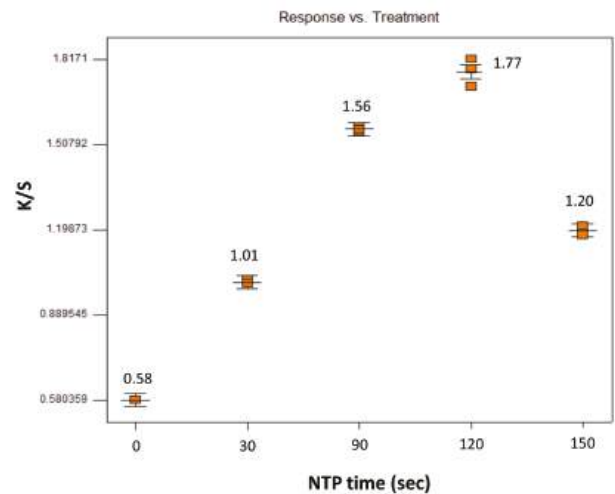 Response vs. Treatment
1.8171
1.77
1.56
1.50792
K/S
1.20
1.19873
1.01
0.889545
0.58
0.580359
0 30 90 120 150
NTP time (sec)